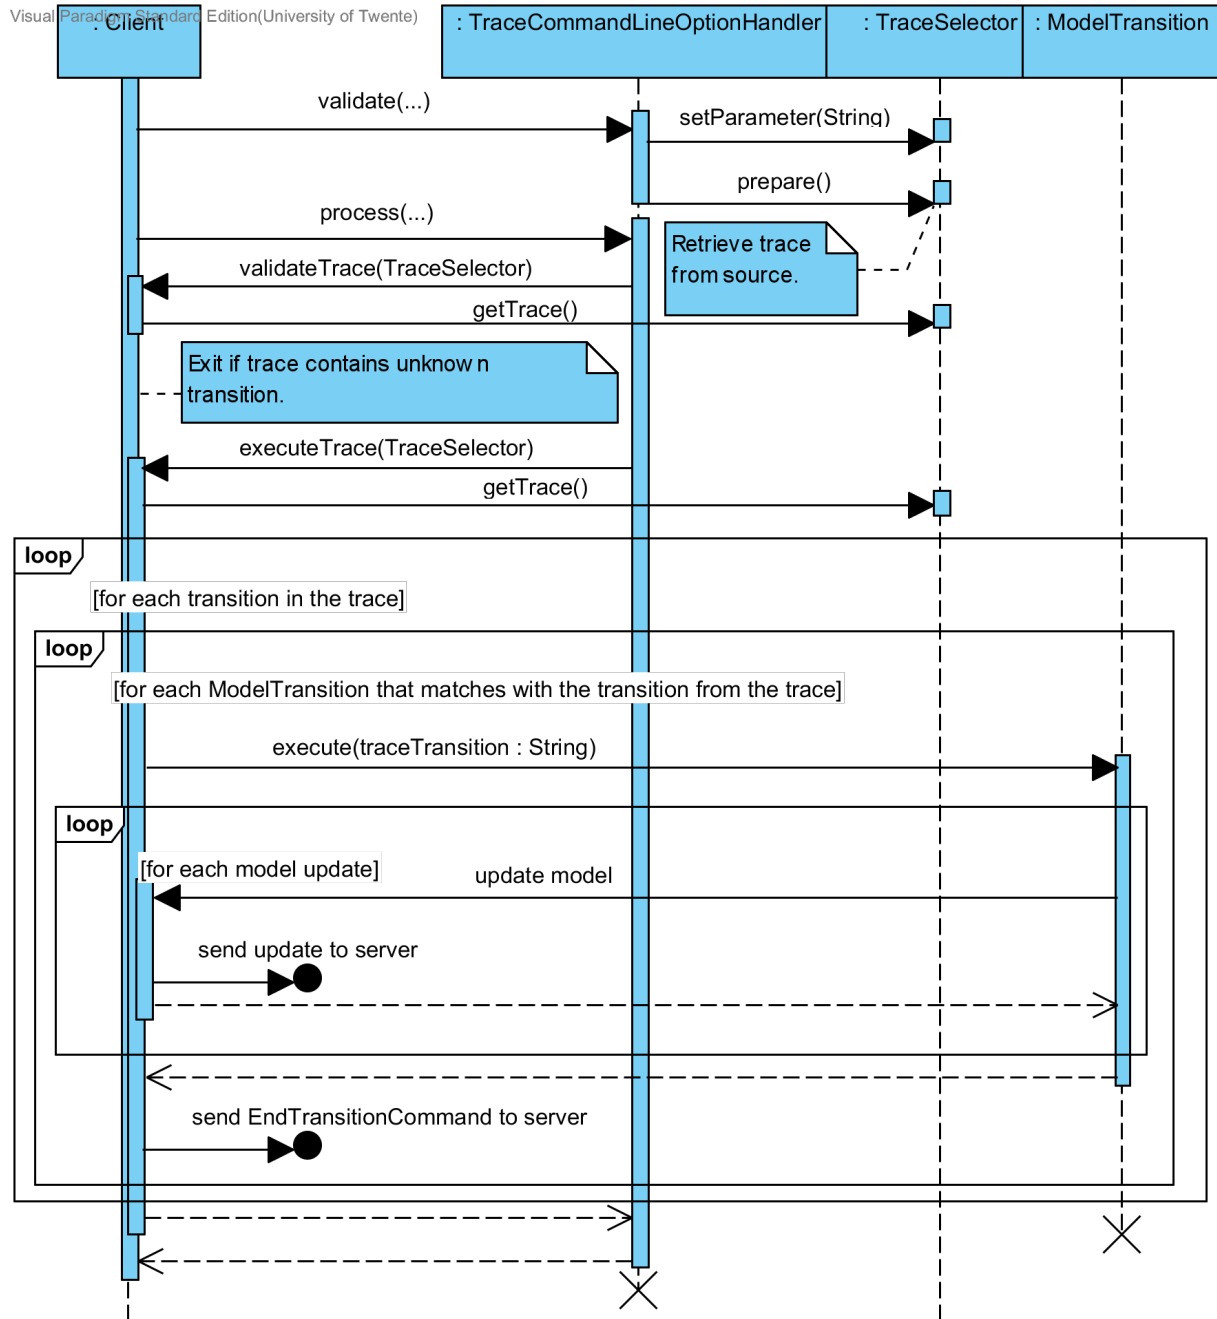 Visual Paradigm Standard Edition(University of Twente)
: Client
: TraceCommandLineOptionHandler
: TraceSelector
: ModelTransition
validate(...)
setParameter(String)
prepare()
process(...)
Retrieve trace
from source.
validateTrace(TraceSelector)
getTrace()
Exit if trace contains unknown
transition.
executeTrace(TraceSelector)
getTrace()
loop
[for each transition in the trace]
loop
[for each ModelTransition that matches with the transition from the trace]
execute(traceTransition : String)
loop
[for each model update]
update model
send update to server
send EndTransitionCommand to server